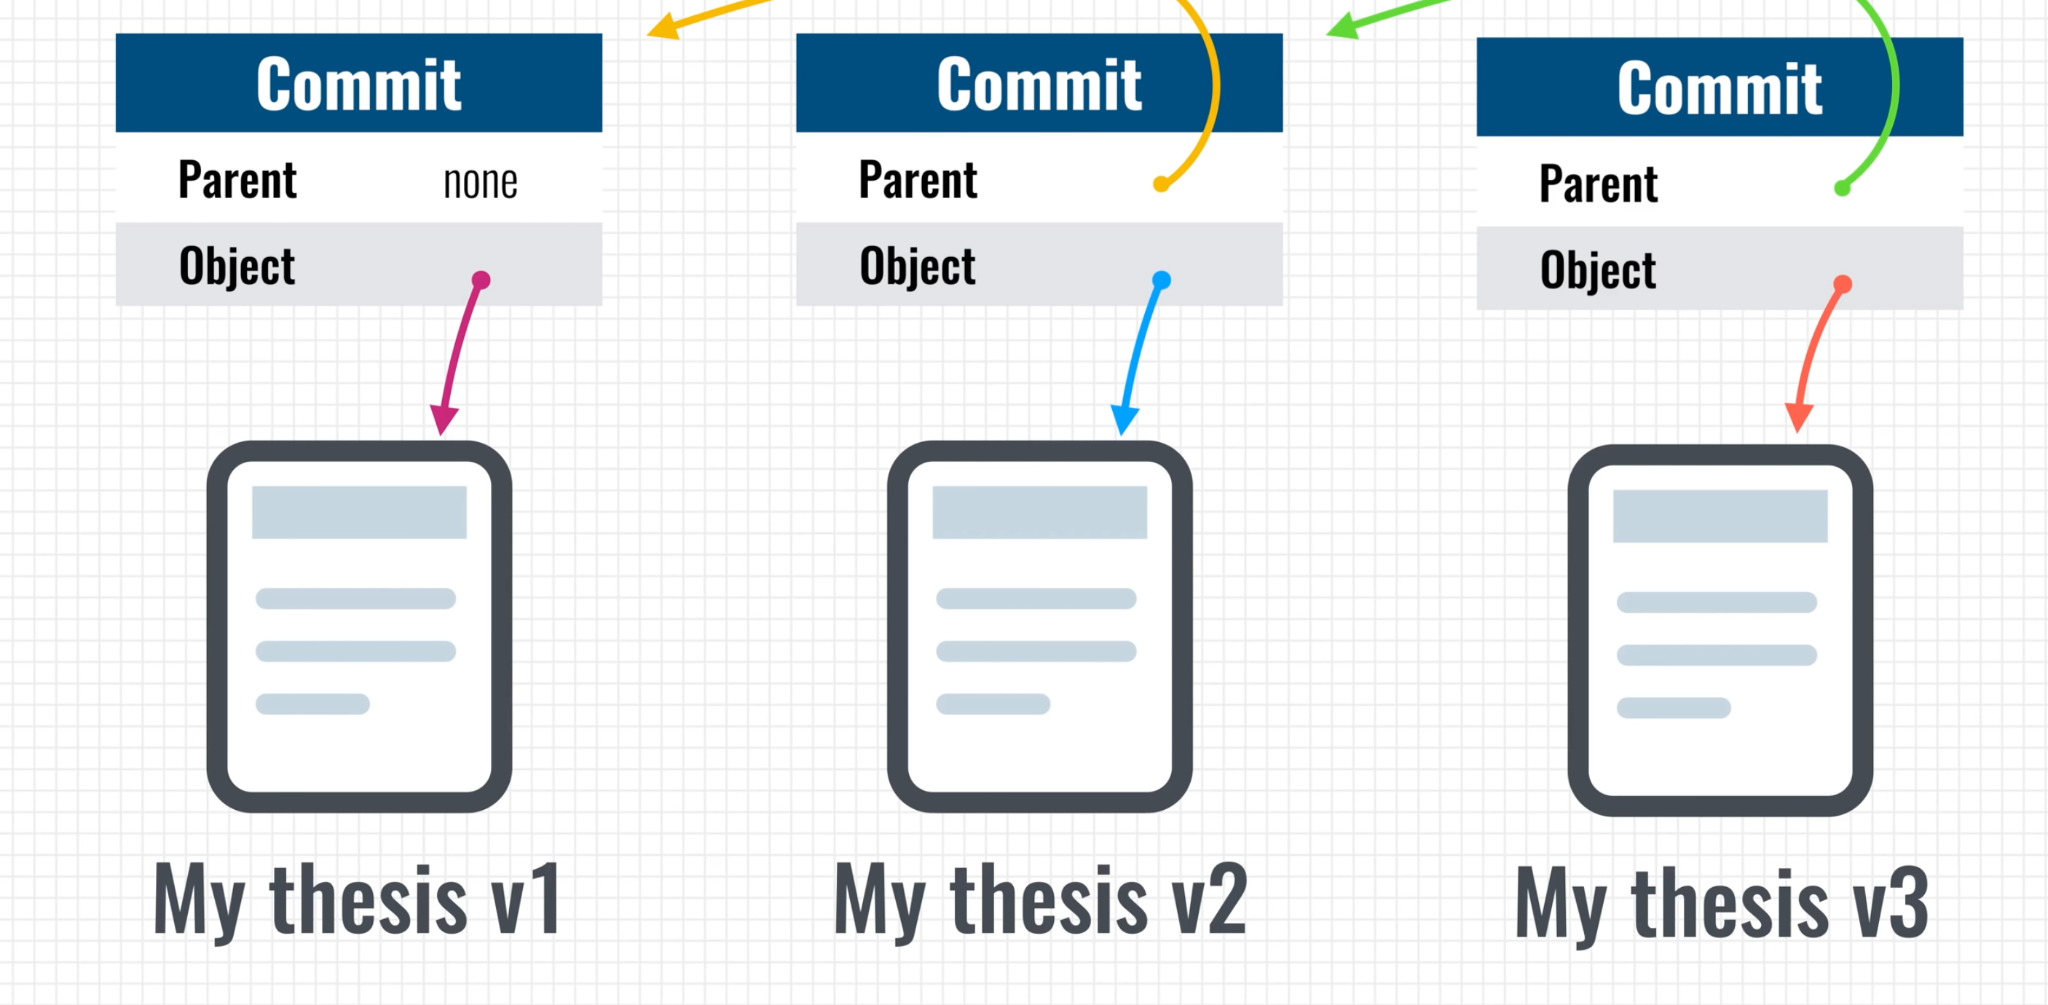 Commit
Parent none
Object
My thesis v1
Commit
Parent
Object
My thesis v2
Commit
Parent
Object
My thesis v3